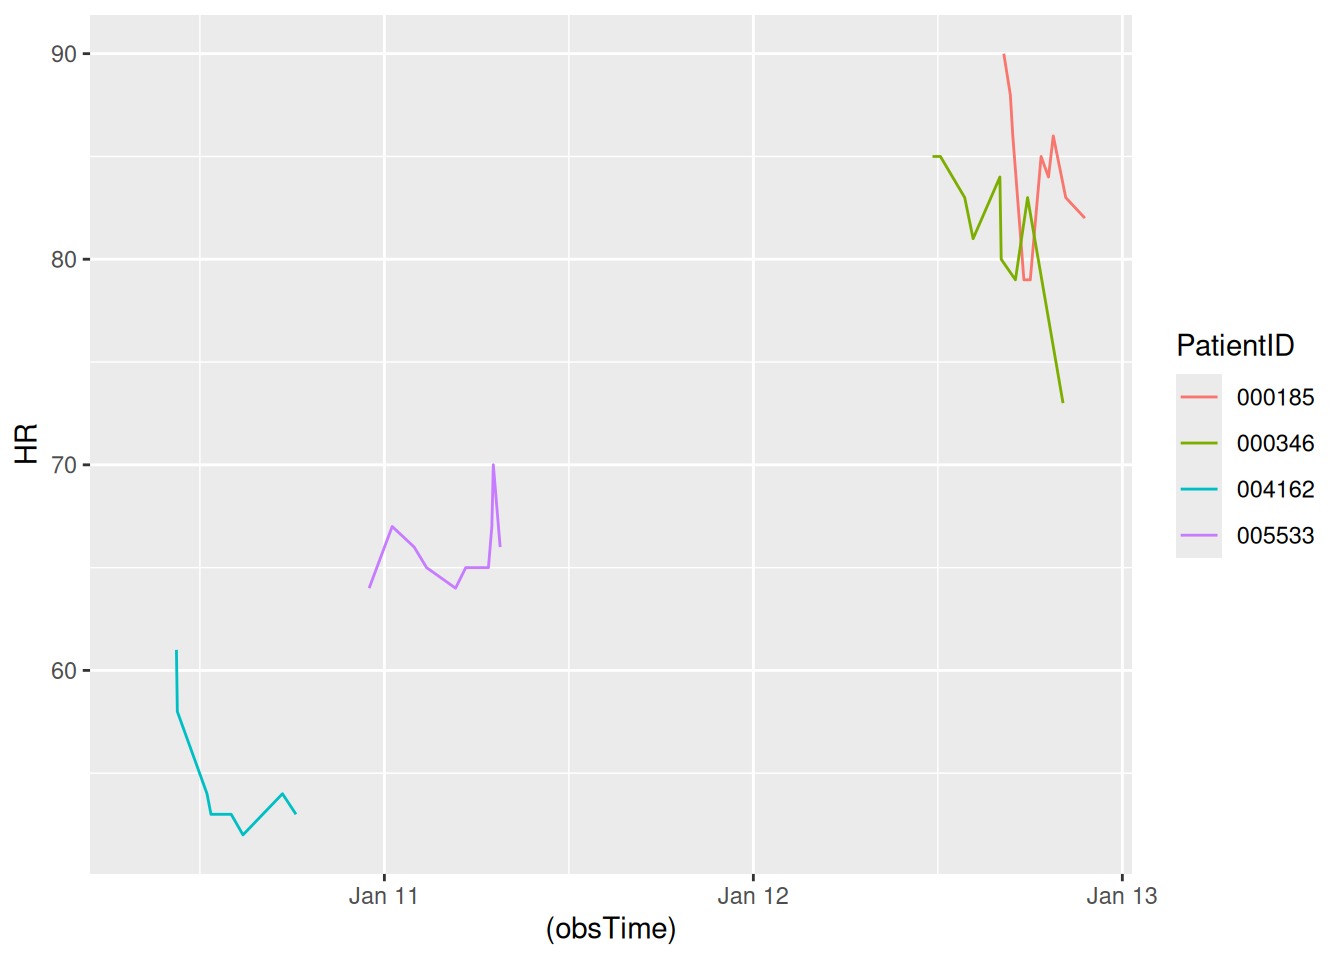 90
80
70
60
HR
Jan 11
Jan 12
Jan 13
(obsTime)
PatientID
000185
000346
004162
005533